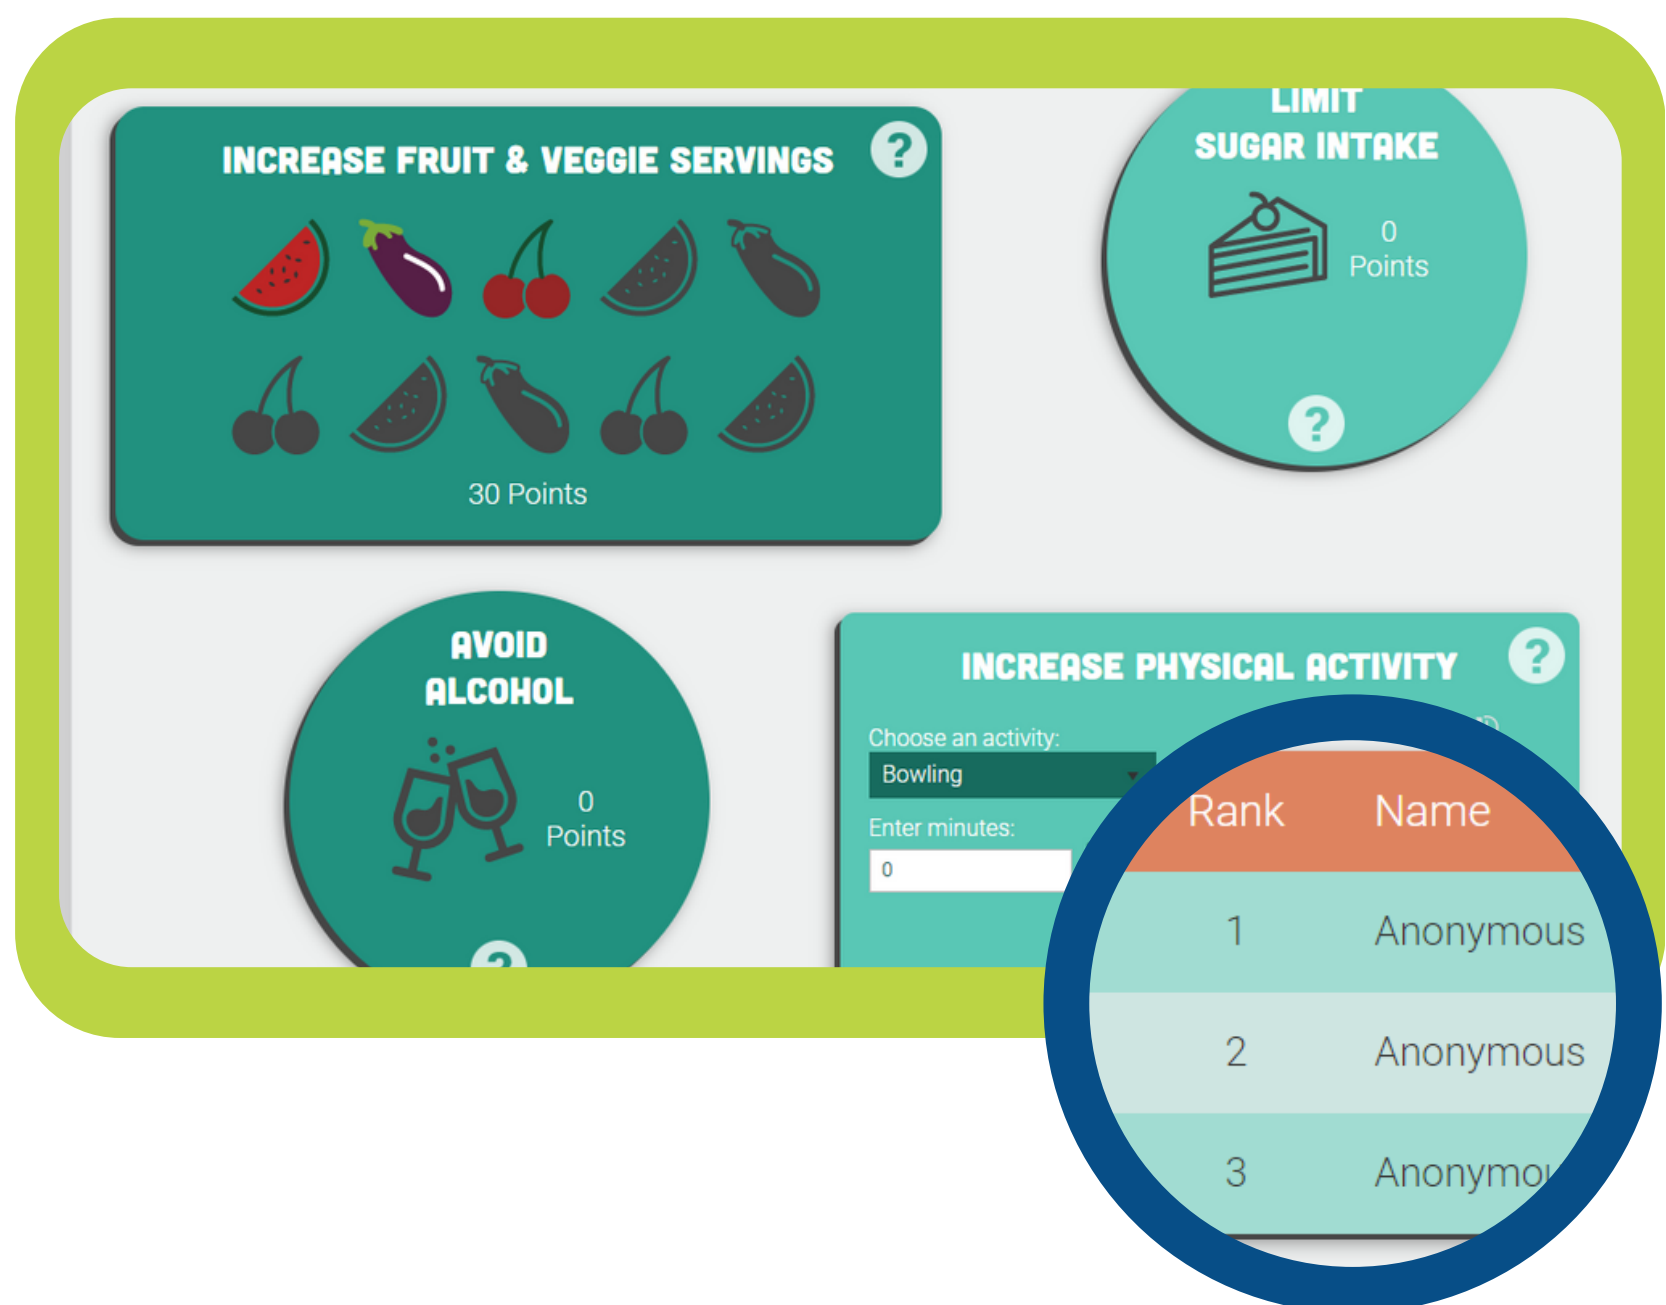 INCREASE FRUIT & VEGGIE SERVINGS
?
30 Points
LIMIT
SUGAR INTAKE
0
Points
?
AVOID
ALCOHOL
0
Points
?
INCREASE PHYSICAL ACTIVITY
?
Choose an activity:
Bowling
Enter minutes:
0
Rank Name
1 Anonymous
2 Anonymous
3 Anonymou